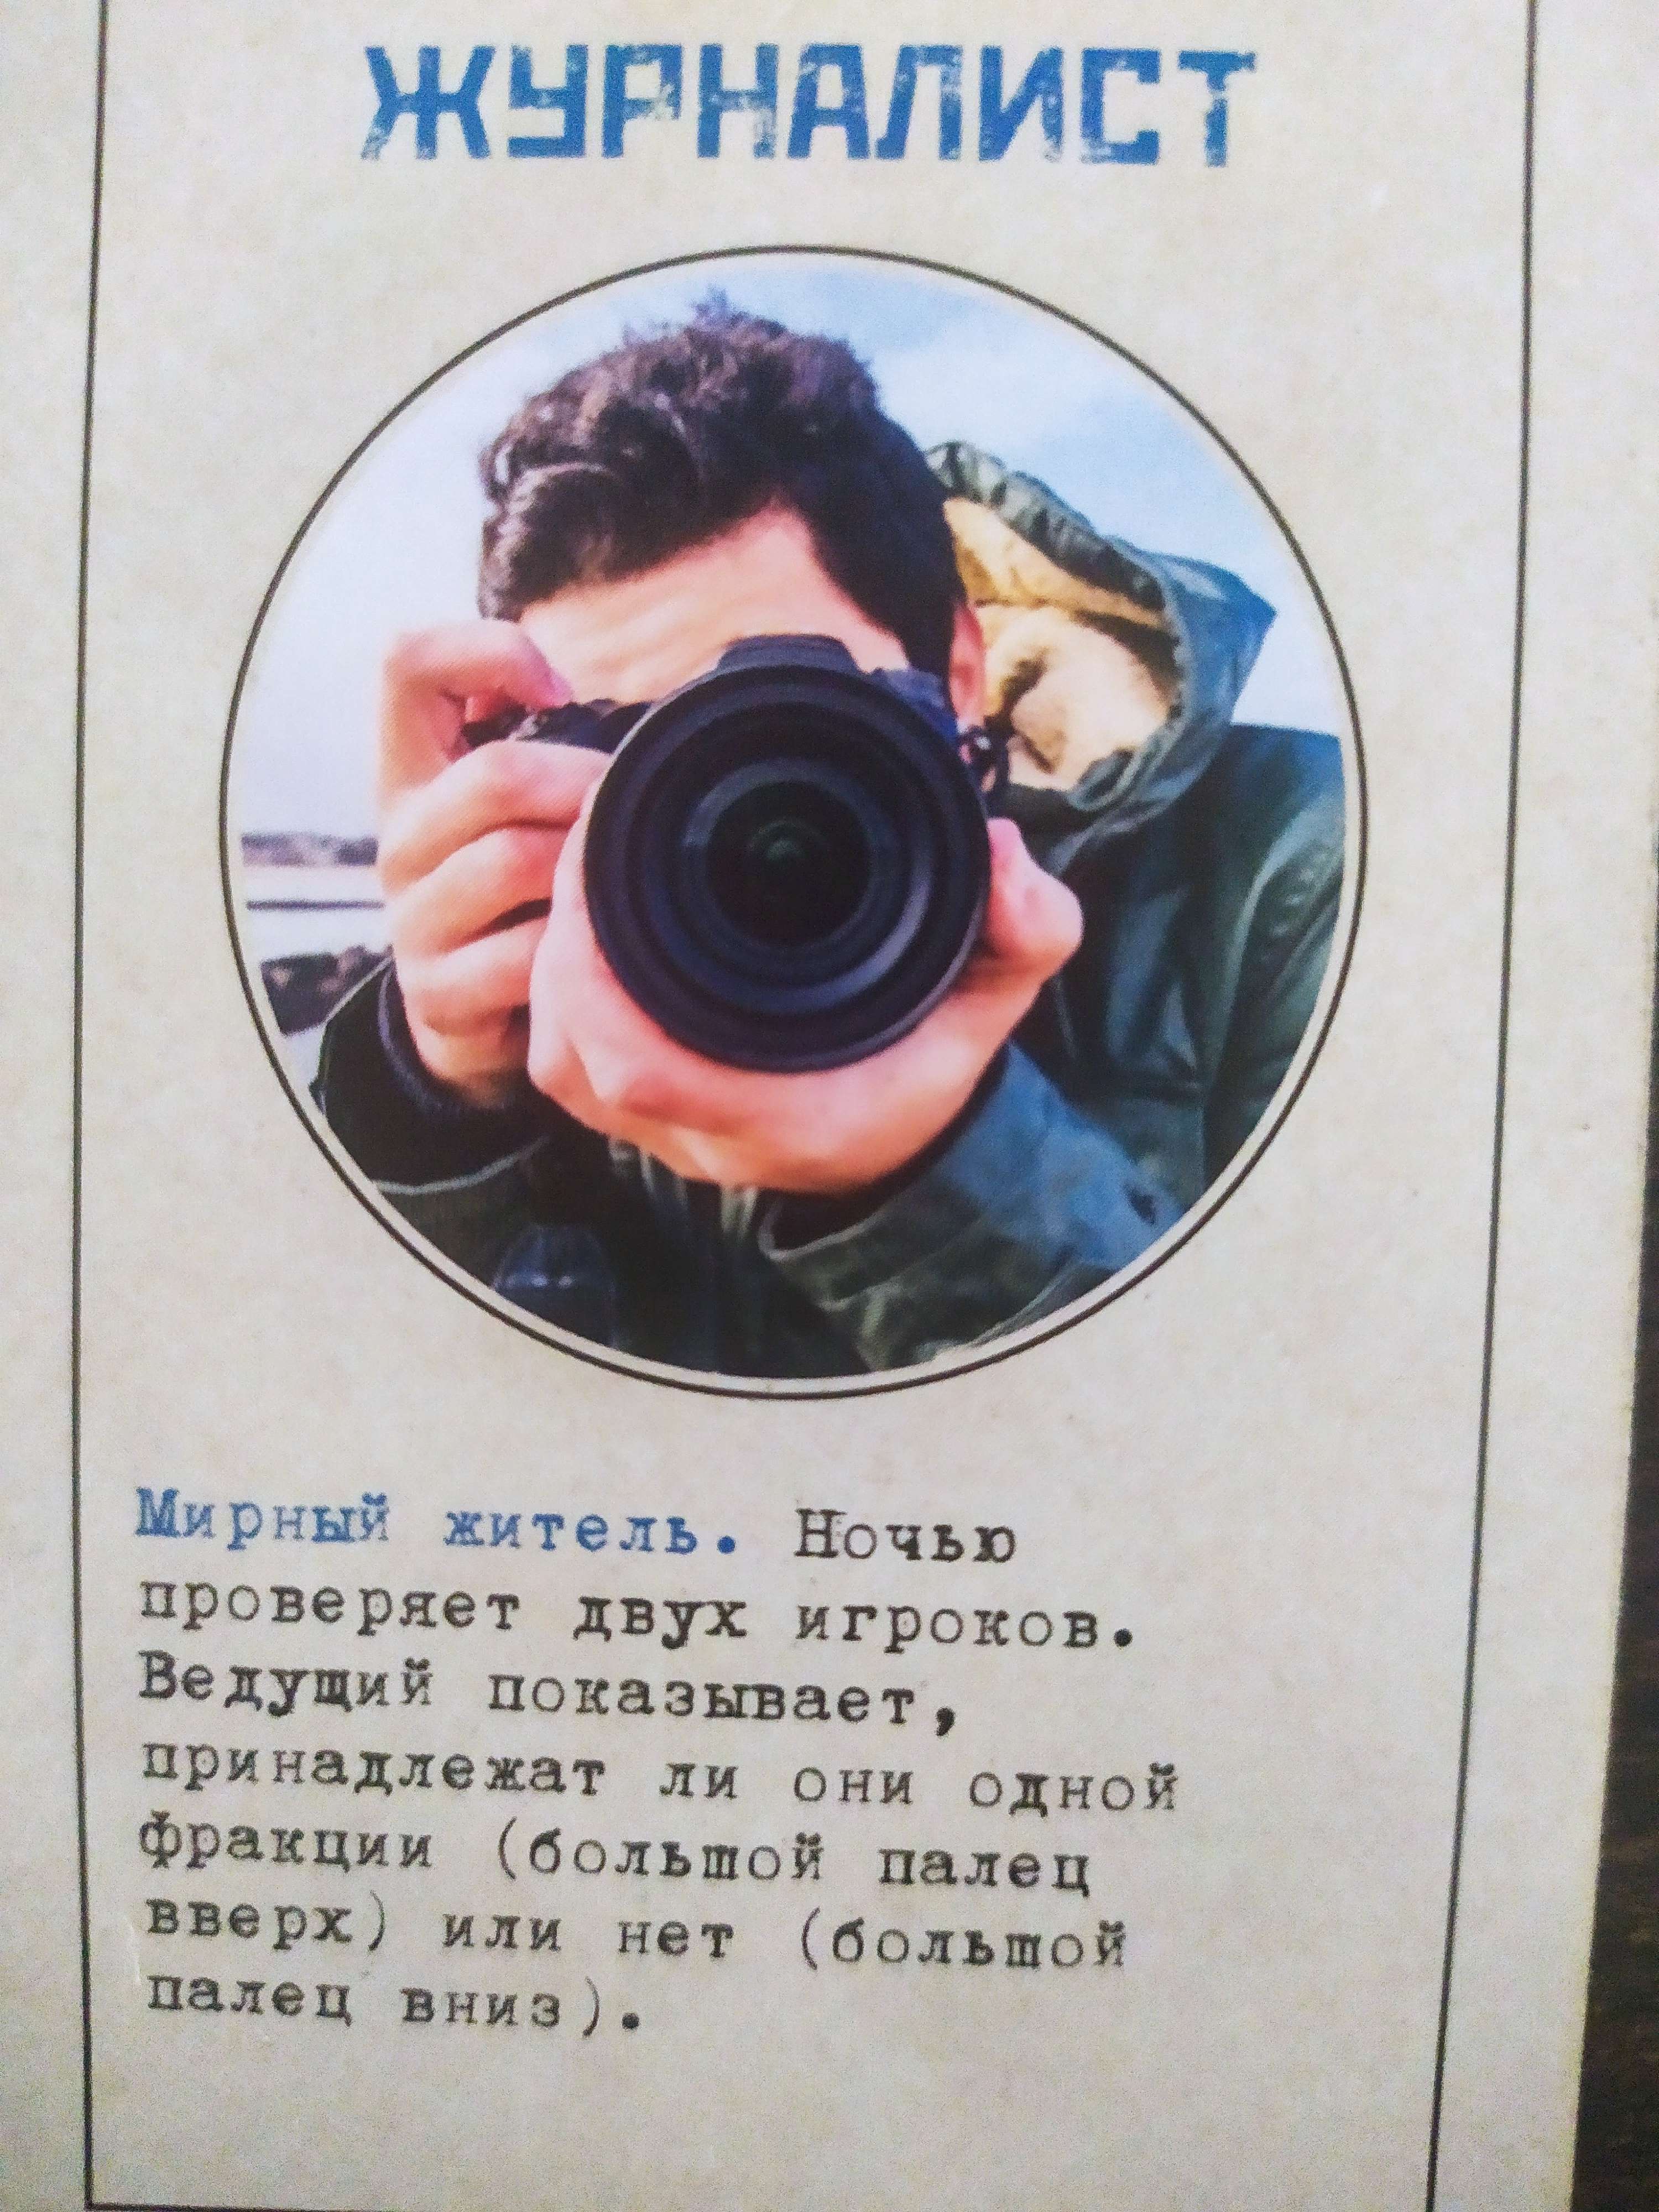 ЖУРНАЛИСТ
Мирный житель. Ночью
проверяет двух игроков.
Ведущий показывает,
принадлежат ли они одной
фракции (большой палец
вверх) или нет (большой
палец вниз).